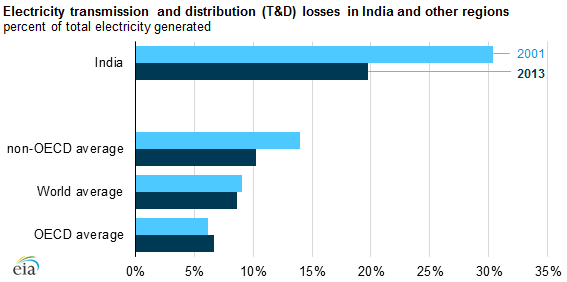 Electricity transmission and distribution (T&D) losses in India and other regions
percent of total electricity generated
India
2001
2013
non-OECD average
World average
OECD average
0% 5% 10% 15% 20% 25% 30% 35%
eia